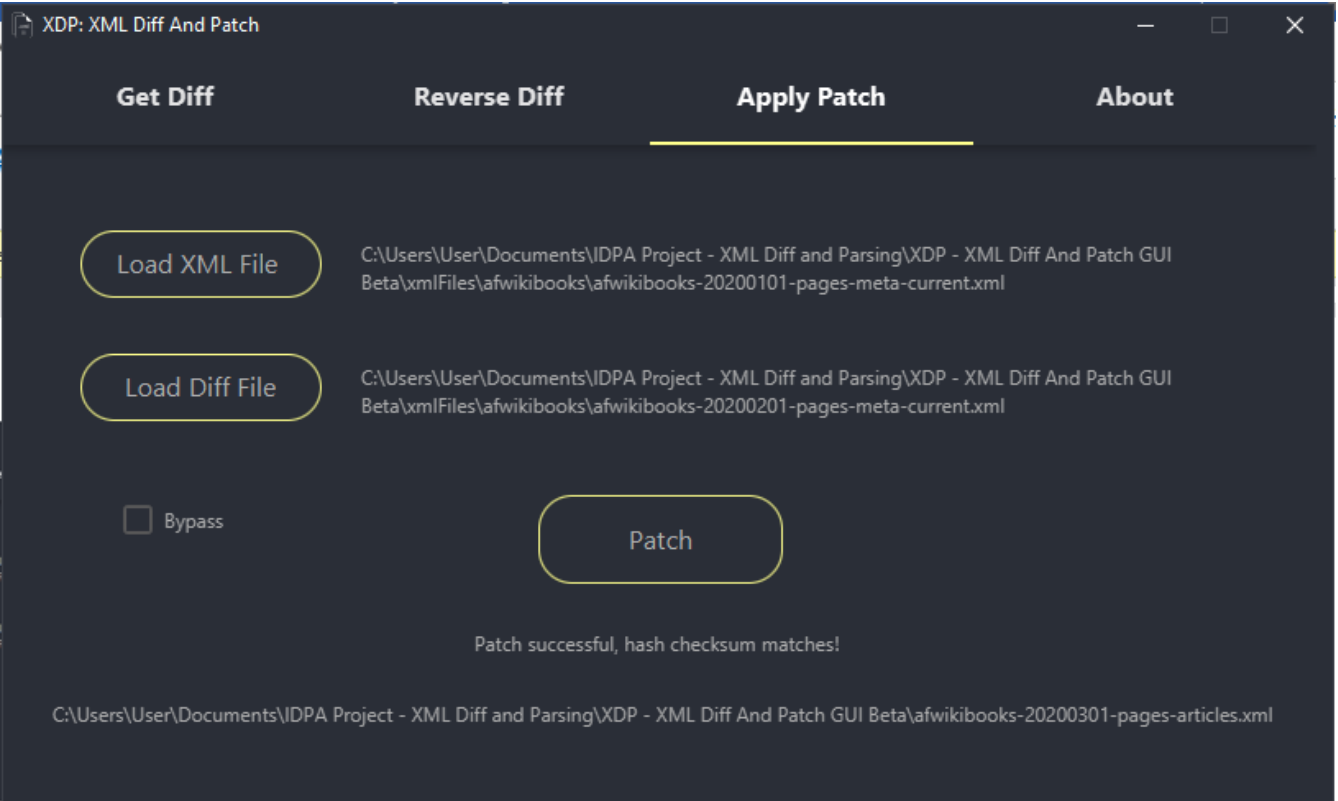 XDP: XML Diff And Patch
Get Diff
Reverse Diff
Apply Patch
About
Load XML File
C:\Users\User\Documents\IDPA Project - XML Diff and Parsing\XDP - XML Diff And Patch GUI
Beta\xmlFiles\afwikibooks\afwikibooks-20200101-pages-meta-current.xml
Load Diff File
C:\Users\User\Documents\IDPA Project - XML Diff and Parsing\XDP - XML Diff And Patch GUI
Beta\xmlFiles\afwikibooks\afwikibooks-20200201-pages-meta-current.xml
Bypass
Patch
Patch successful, hash checksum matches!
C:\Users\User\Documents\IDPA Project - XML Diff and Parsing\XDP - XML Diff And Patch GUI Beta\afwikibooks-20200301-pages-articles.xml